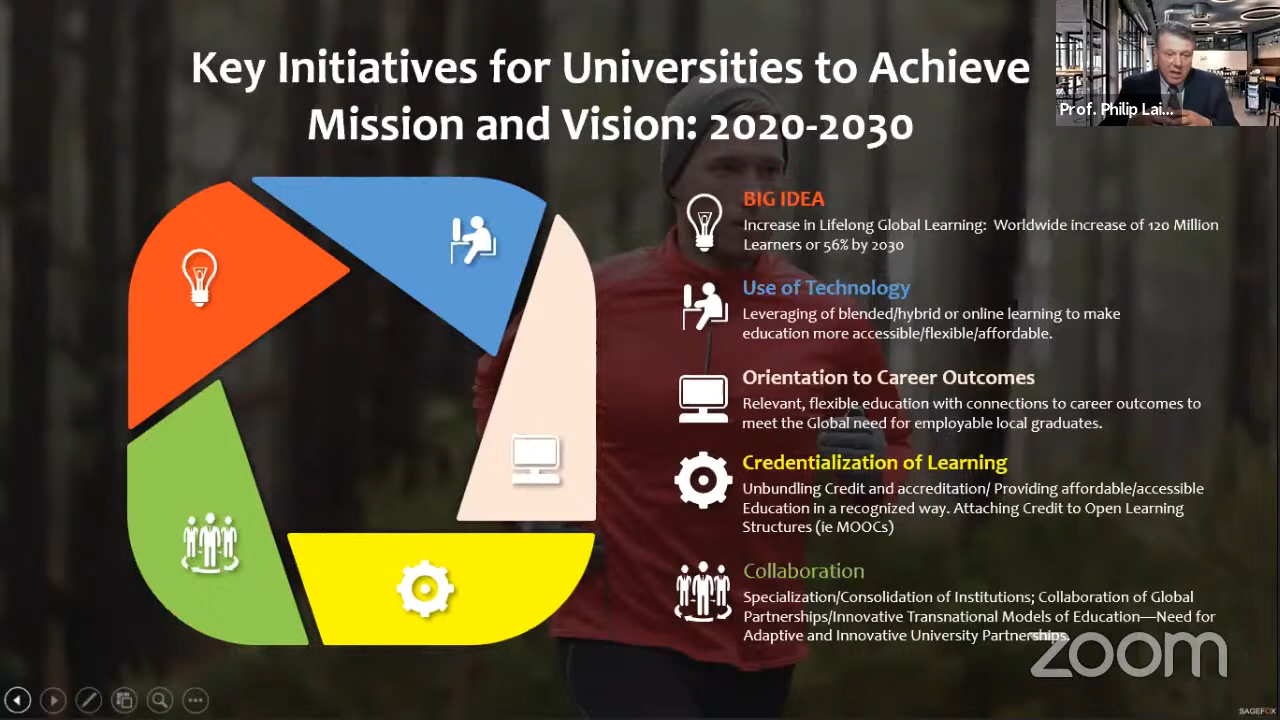 Key Initiatives for Universities to Achieve
Mission and Vision: 2020-2030
Prof. Philip Lai...
BIG IDEA
Increase in Lifelong Global Learning: Worldwide increase of 120 Million
Learners or 56% by 2030
Use of Technology
Leveraging of blended/hybrid or online learning to make
education more accessible/flexible/affordable.
Orientation to Career Outcomes
Relevant, flexible education with connections to career outcomes to
meet the Global need for employable local graduates.
Credentialization of Learning
Unbundling Credit and accreditation/ Providing affordable/accessible
Education in a recognized way. Attaching Credit to Open Learning
Structures (ie MOOCs)
Collaboration
Specialization/Consolidation of Institutions; Collaboration of Global
Partnerships/Innovative Transnational Models of Education—Need for
Adaptive and Innovative University Partnerships.
zoom
SAGEFOX